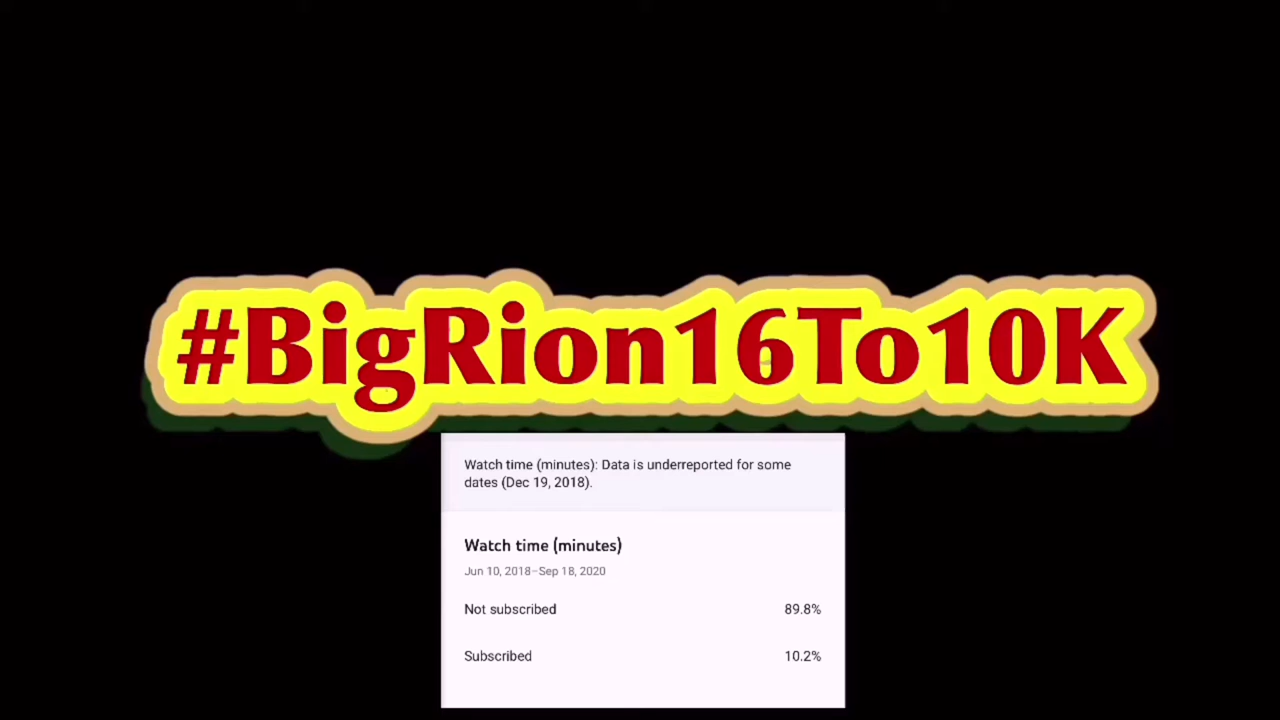 #BigRion16To10K
Watch time (minutes): Data is underreported for some
dates (Dec 19, 2018).
Watch time (minutes)
Jun 10, 2018–Sep 18, 2020
Not subscribed 89.8%
Subscribed 10.2%